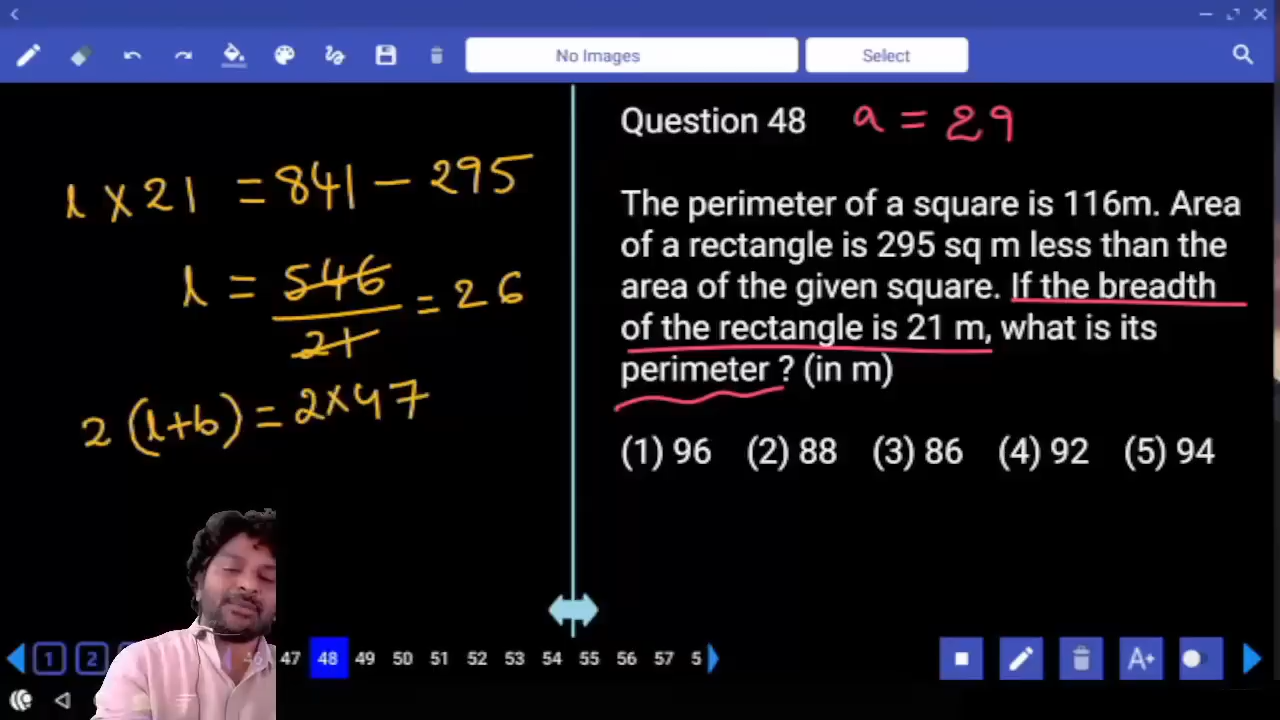 No Images
Select
l × 21 = 841 − 295
l = 546/21 = 26
2 (l+b) = 2×47
Question 48 a = 29
The perimeter of a square is 116m. Area
of a rectangle is 295 sq m less than the
area of the given square. If the breadth
of the rectangle is 21 m, what is its
perimeter ? (in m)
(1) 96 (2) 88 (3) 86 (4) 92 (5) 94
1 2 46 47 48 49 50 51 52 53 54 55 56 57 5
A+